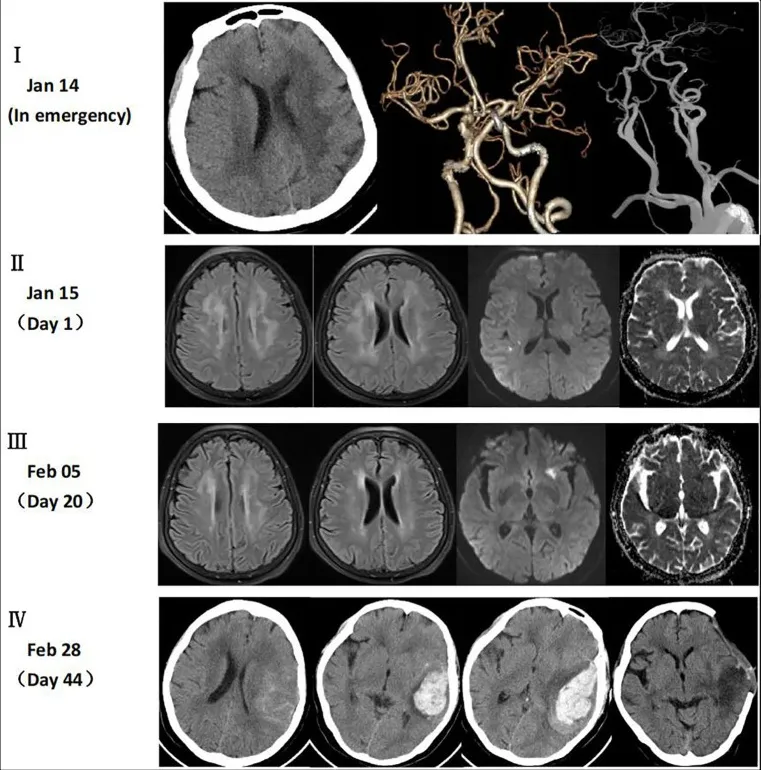 Ⅰ
Jan 14
(In emergency)
Ⅱ
Jan 15
（Day 1）
Ⅲ
Feb 05
（Day 20）
Ⅳ
Feb 28
（Day 44）